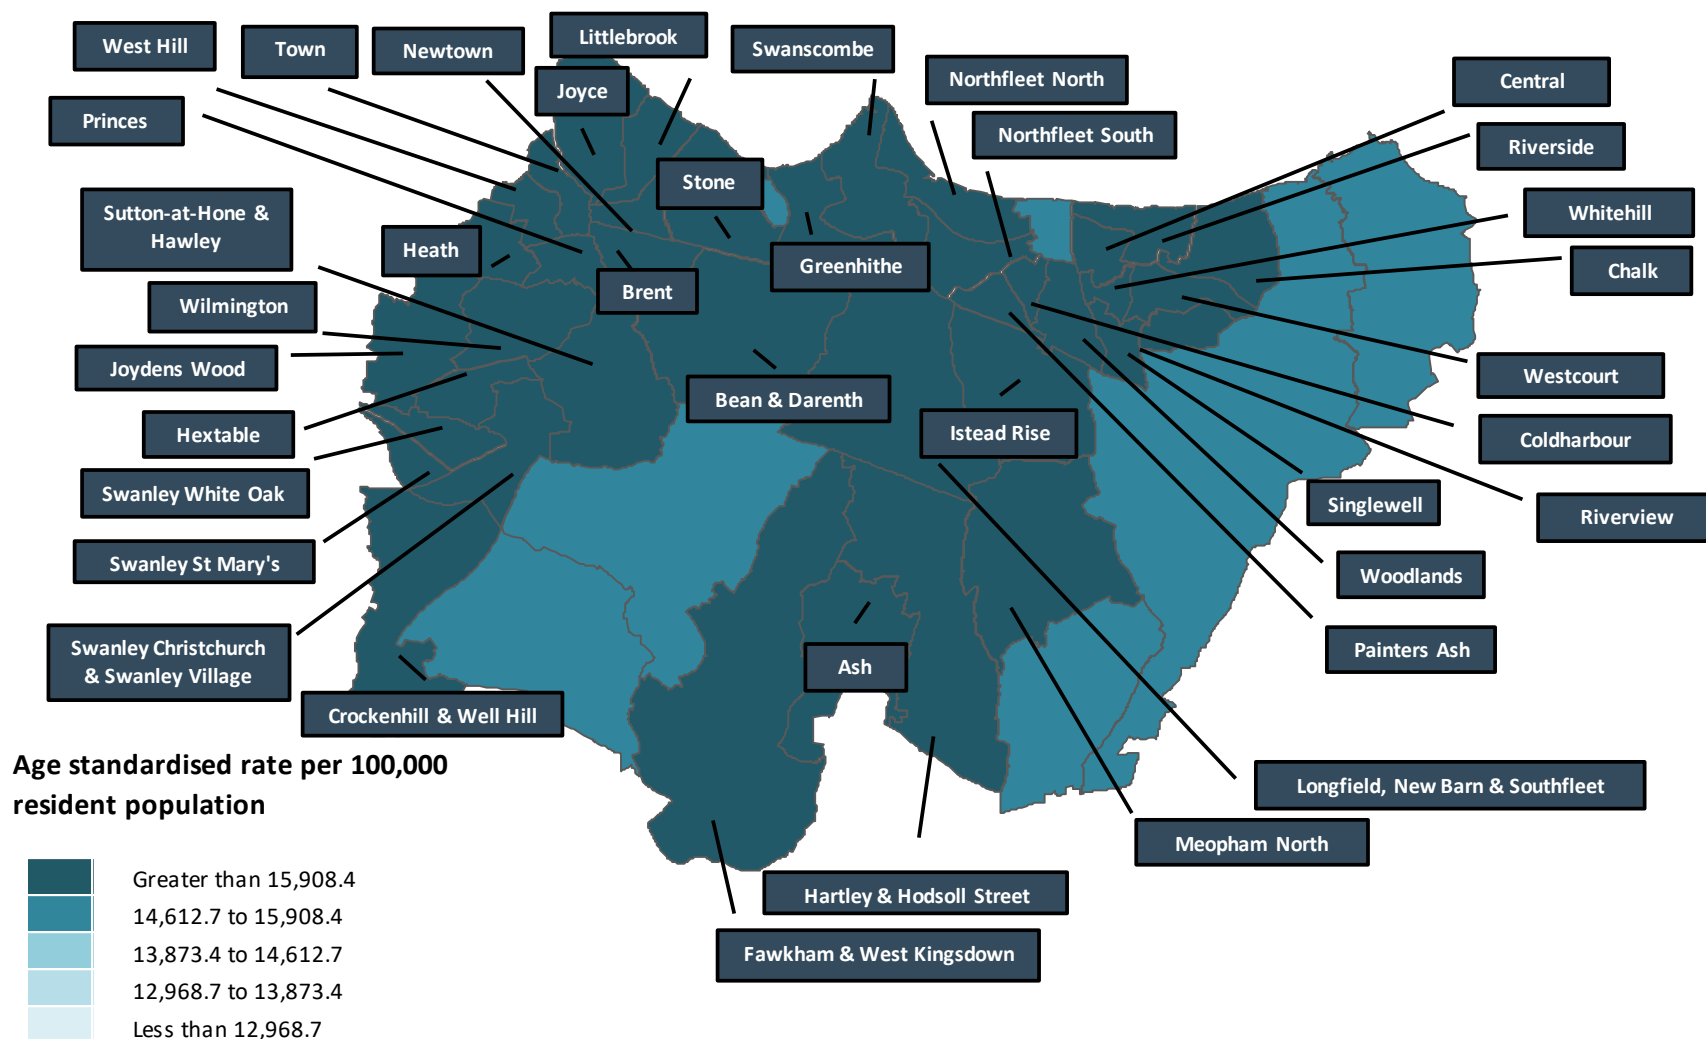 West Hill
Town
Newtown
Littlebrook
Swanscombe
Joyce
Northfleet North
Central
Princes
Northfleet South
Riverside
Stone
Sutton-at-Hone &
Hawley
Whitehill
Heath
Greenhithe
Chalk
Brent
Wilmington
Joydens Wood
Bean & Darenth
Westcourt
Hextable
Istead Rise
Coldharbour
Swanley White Oak
Singlewell
Riverview
Swanley St Mary's
Woodlands
Swanley Christchurch
& Swanley Village
Ash
Painters Ash
Crockenhill & Well Hill
Age standardised rate per 100,000
resident population
Longfield, New Barn & Southfleet
Meopham North
Hartley & Hodsoll Street
Fawkham & West Kingsdown
Greater than 15,908.4
14,612.7 to 15,908.4
13,873.4 to 14,612.7
12,968.7 to 13,873.4
Less than 12,968.7